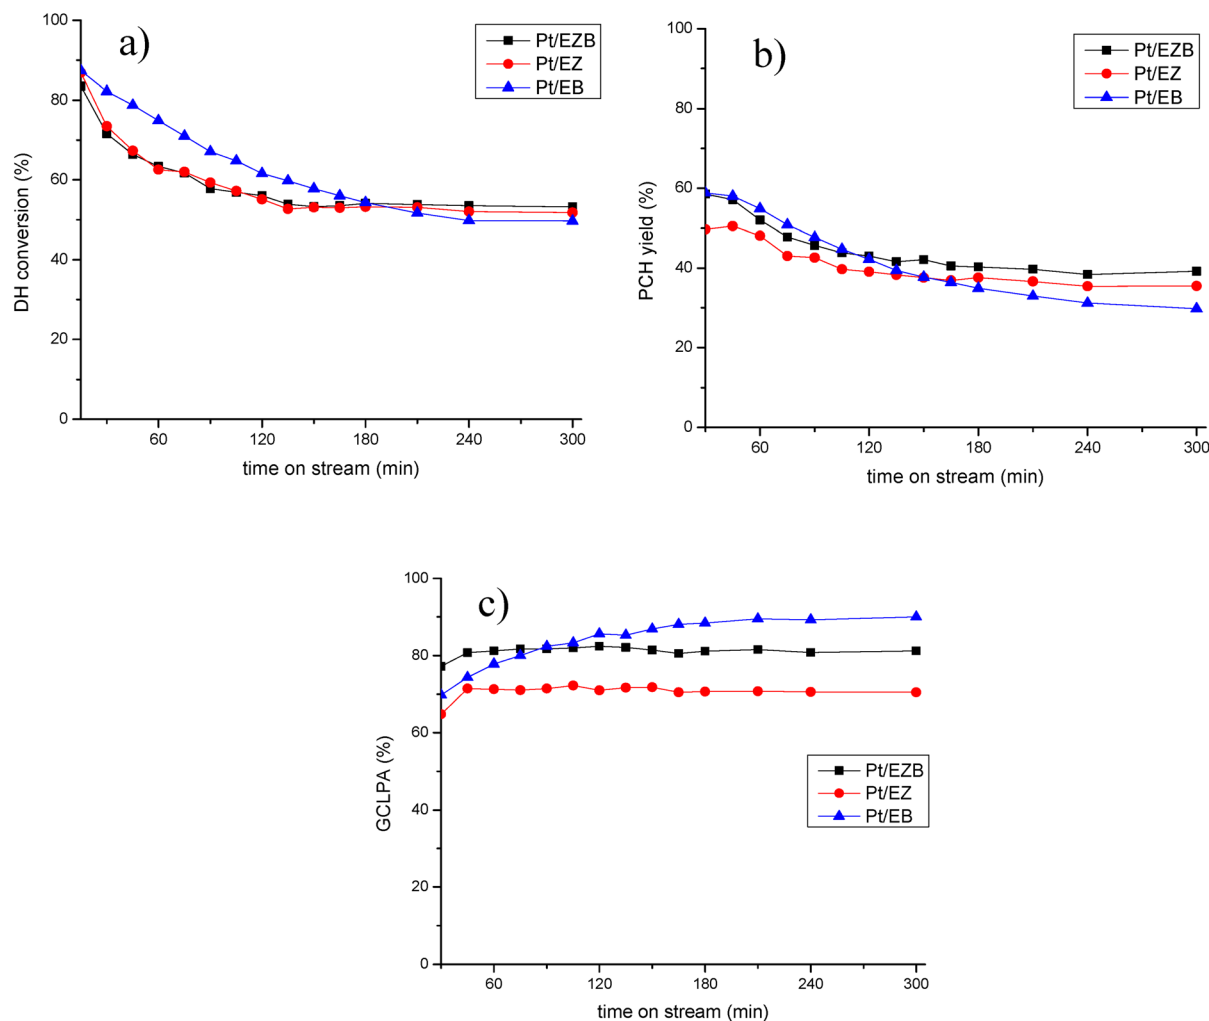 a)
Pt/EZB
Pt/EZ
Pt/EB
DH conversion (%)
100
80
60
40
20
0
60 120 180 240 300
time on stream (min)
b)
Pt/EZB
Pt/EZ
Pt/EB
PCH yield (%)
100
80
60
40
20
0
60 120 180 240 300
time on stream (min)
c)
Pt/EZB
Pt/EZ
Pt/EB
GCLPA (%)
100
80
60
40
20
0
60 120 180 240 300
time on stream (min)